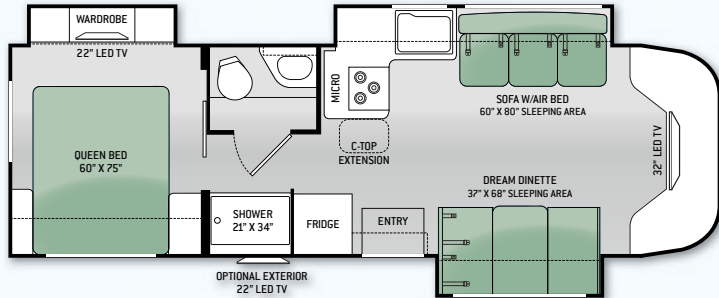 WARDROBE
22" LED TV
QUEEN BED
60" X 75"
MICRO
C-TOP
EXTENSION
SOFA W/AIR BED
60" X 80" SLEEPING AREA
32" LED TV
DREAM DINETTE
37" X 68" SLEEPING AREA
SHOWER
21" X 34"
FRIDGE
ENTRY
OPTIONAL EXTERIOR
22" LED TV